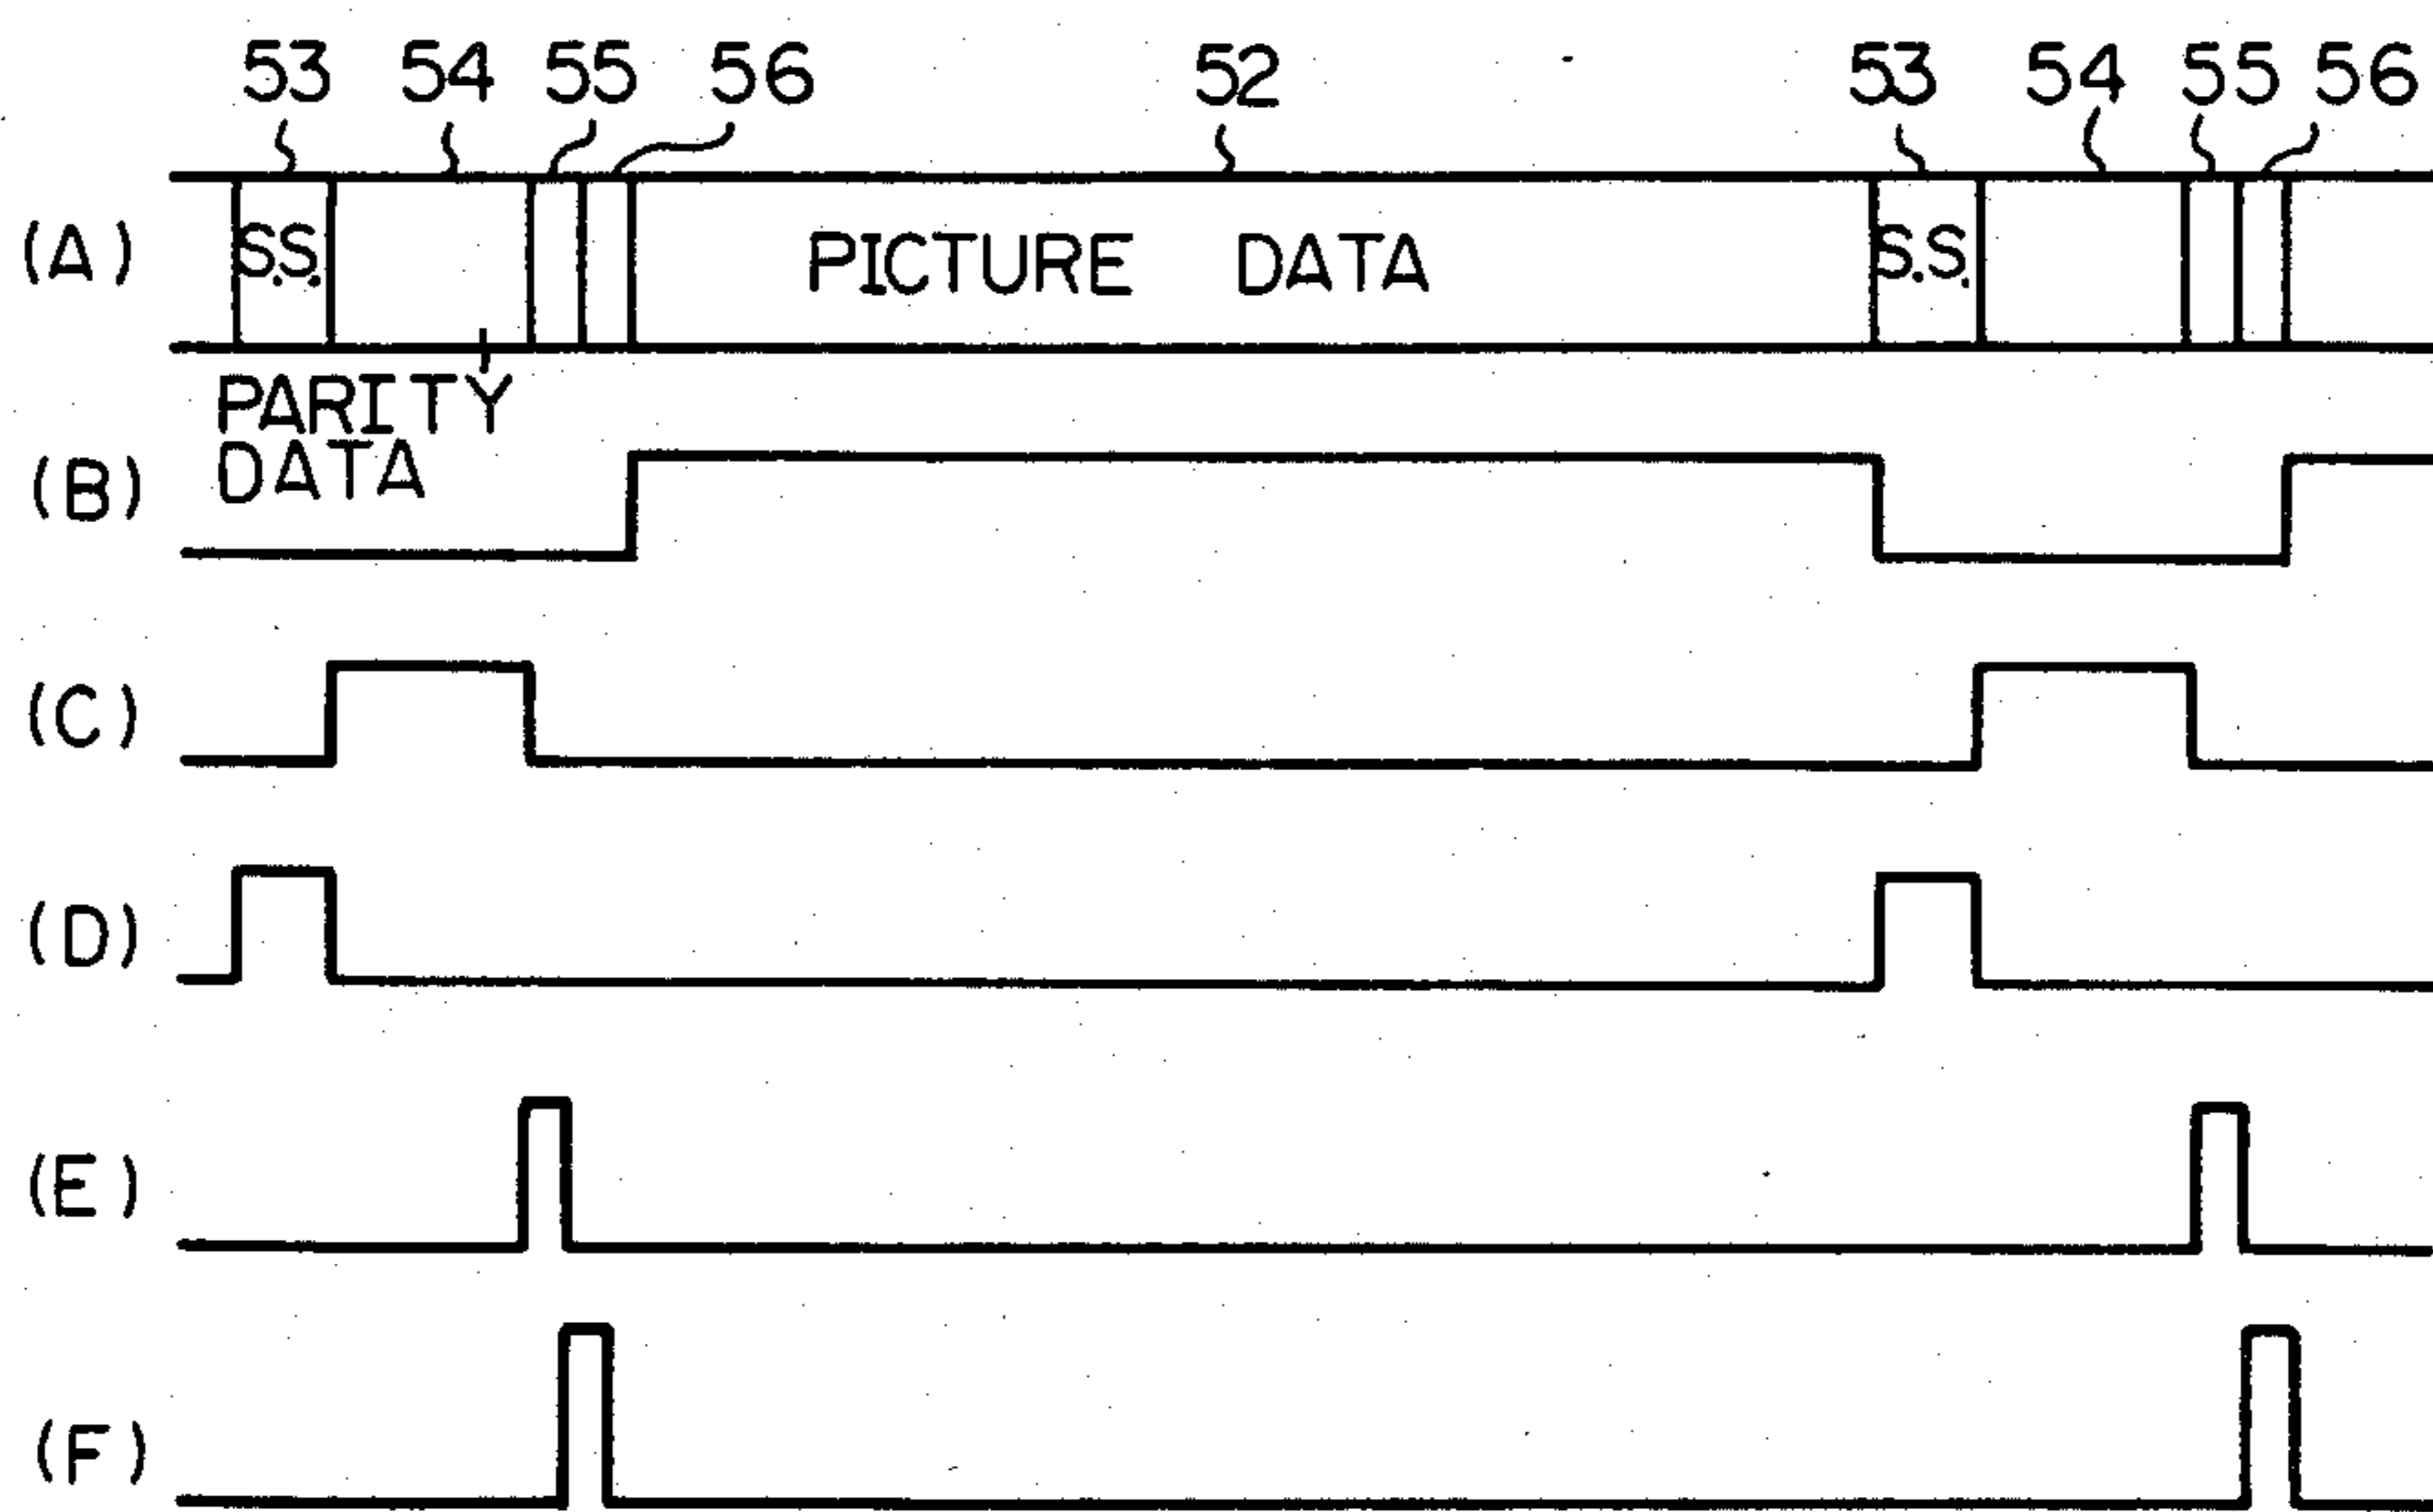 53 54 55 56 52 53 54 55 56
(A) S.S. PICTURE DATA S.S.
PARITY
DATA
(B)
(C)
(D)
(E)
(F)